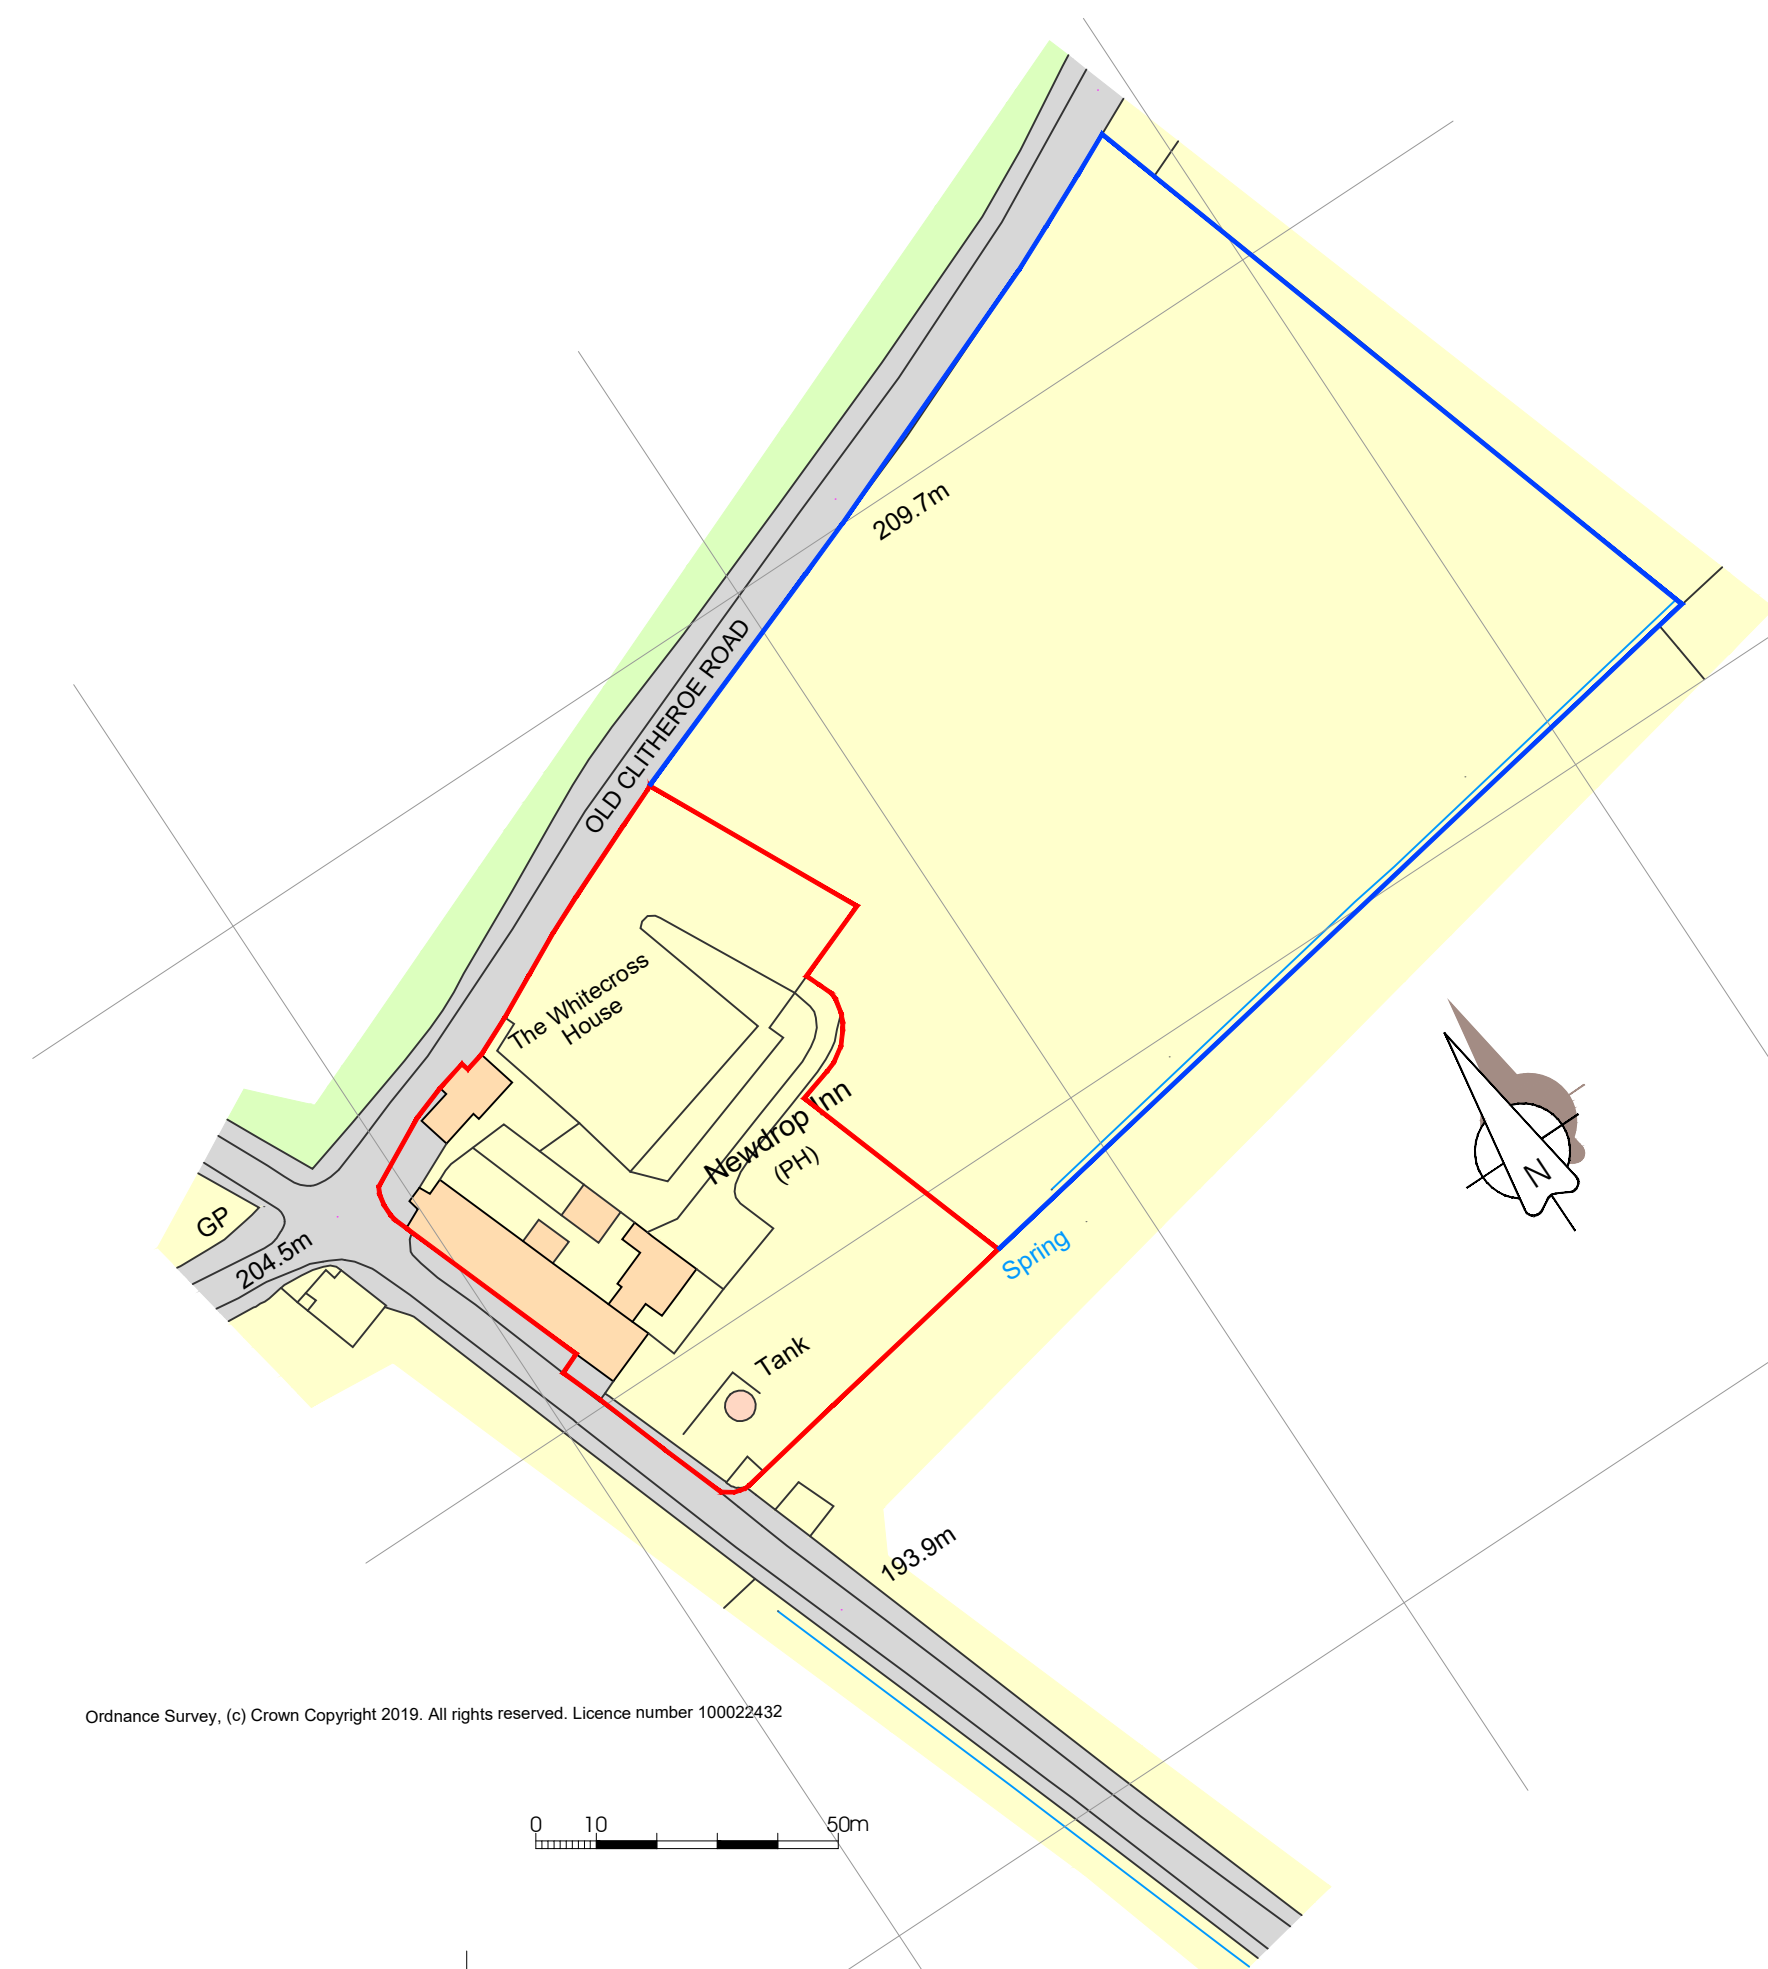 209.7m
OLD CLITHEROE ROAD
The Whitecross
House
Newdrop Inn
(PH)
N
GP
204.5m
Spring
Tank
193.9m
Ordnance Survey, (c) Crown Copyright 2019. All rights reserved. Licence number 100022432
0 10 50m